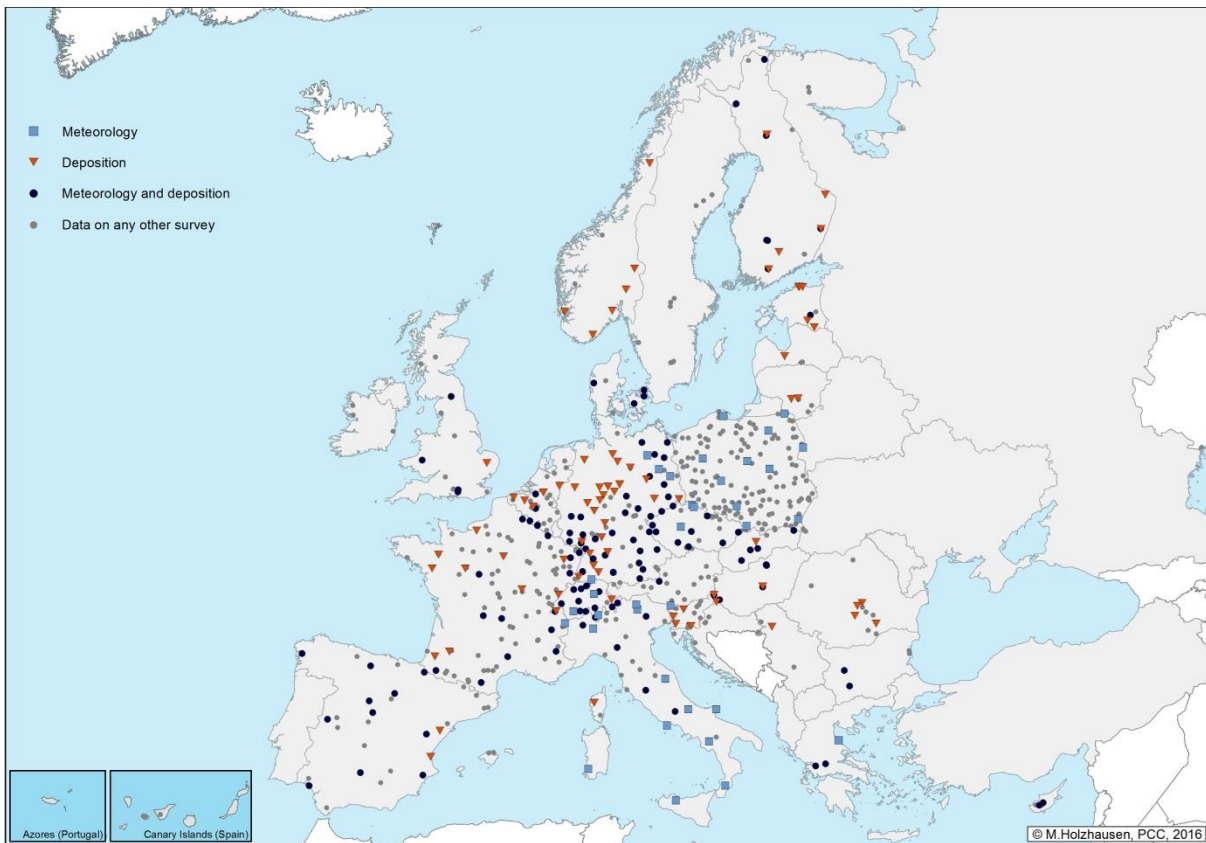 Meteorology
Deposition
Meteorology and deposition
Data on any other survey
Azores (Portugal)
Canary Islands (Spain)
© M.Holzhausen, PCC, 2016